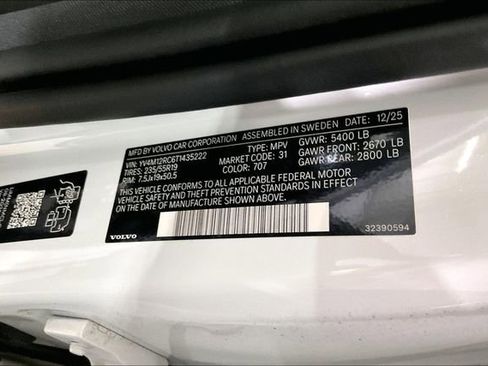 MFD BY VOLVO CAR CORPORATION ASSEMBLED IN SWEDEN DATE: 12/25
VIN: YV4M12RC6T1435222 TYPE: MPV GVWR: 5400 LB
TIRES: 235/55R19 MARKET: 31 GAWR FRONT: 2670 LB
RIM: 7.5Jx19x50.5 COLOR: 707 GAWR REAR: 2800 LB
THIS VEHICLE CONFORMS TO ALL APPLICABLE FEDERAL MOTOR
VEHICLE SAFETY AND THEFT PREVENTION STANDARDS IN EFFECT
ON THE DATE OF MANUFACTURE SHOWN ABOVE.
VOLVO
32390594